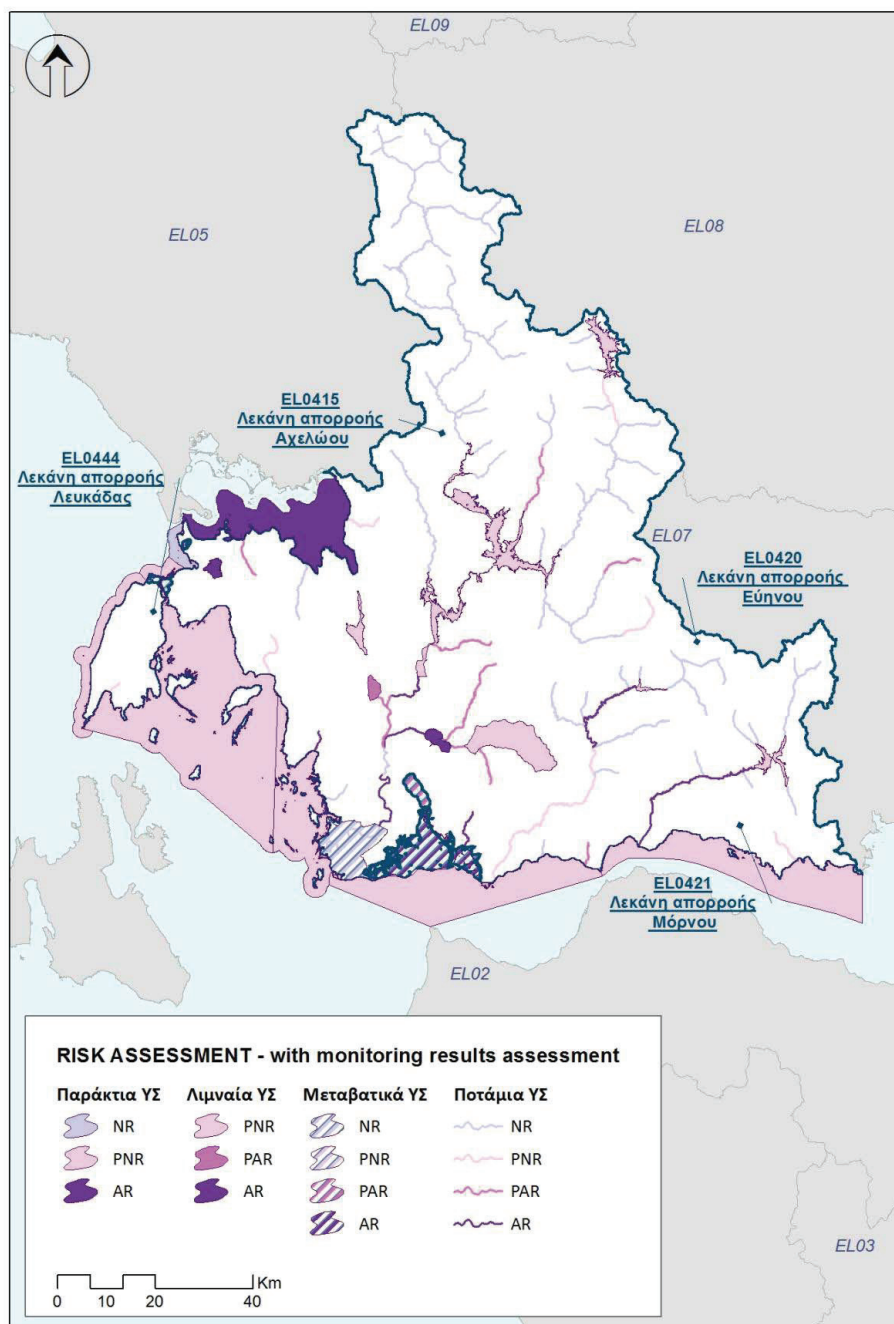 EL09
EL05
EL08
EL0415
Λεκάνη απορροής
Αχελώου
EL0444
Λεκάνη απορροής
Λευκάδας
EL07
EL0420
Λεκάνη απορροής
Εύηνου
EL0421
Λεκάνη απορροής
Μόρνου
EL02
RISK ASSESSMENT - with monitoring results assessment
Παράκτια ΥΣ
NR
PNR
AR
Λιμναία ΥΣ
PNR
PAR
AR
Μεταβατικά ΥΣ
NR
PNR
PAR
AR
Ποτάμια ΥΣ
NR
PNR
PAR
AR
Km
0 10 20 40
EL03